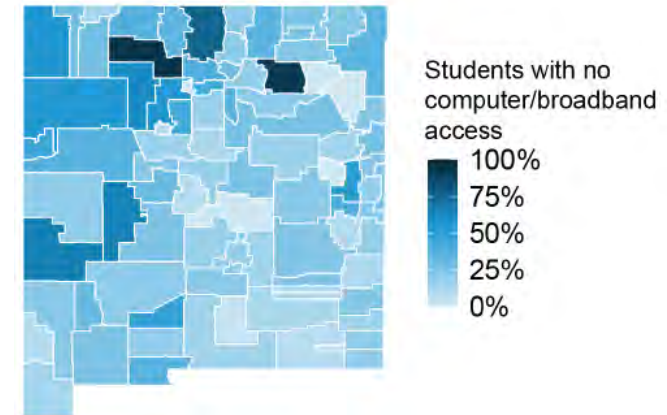 Students with no
computer/broadband
access
100%
75%
50%
25%
0%